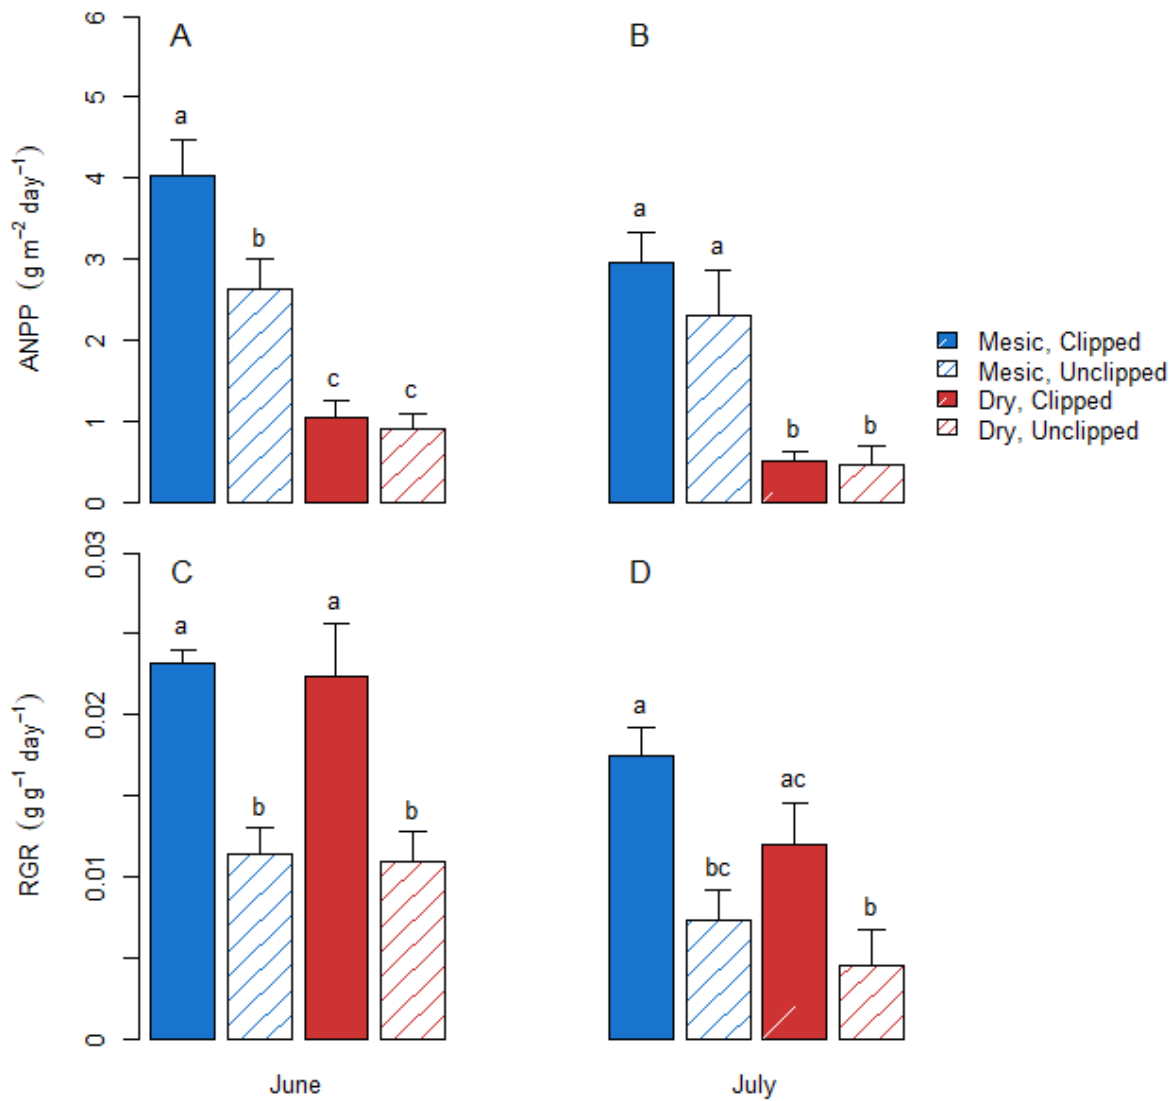 A
B
6
5
4
3
2
1
0
ANPP (g m⁻² day⁻¹)
a
b
c
c
a
a
b
b
Mesic, Clipped
Mesic, Unclipped
Dry, Clipped
Dry, Unclipped
C
D
0.03
0.02
0.01
0
RGR (g g⁻¹ day⁻¹)
a
b
a
b
a
bc
ac
b
June
July